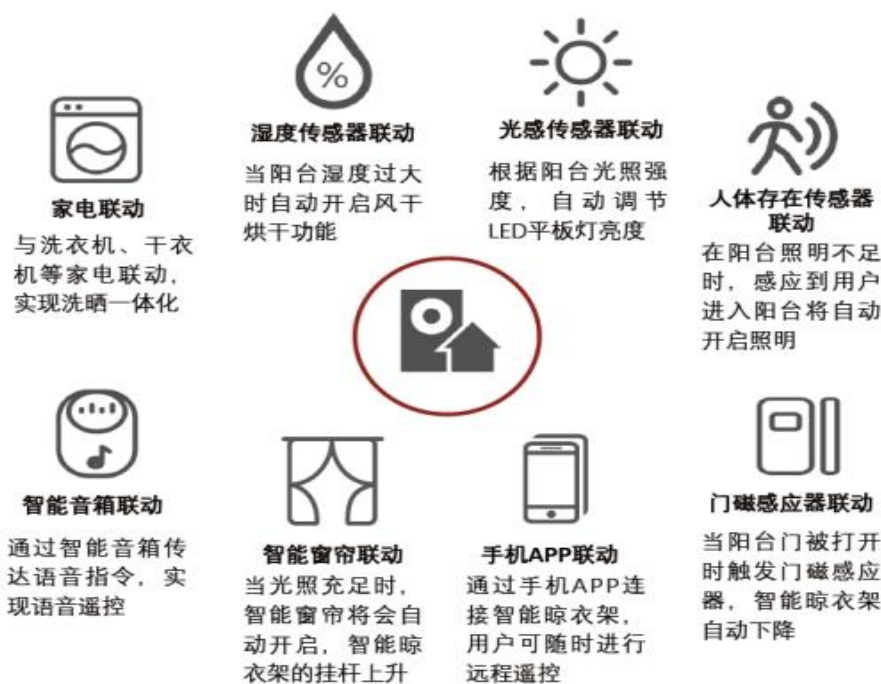 %
湿度传感器联动
当阳台湿度过大
时自动开启风干
烘干功能
光感传感器联动
根据阳台光照强
度，自动调节
LED平板灯亮度
家电联动
与洗衣机、干衣
机等家电联动，
实现洗晒一体化
人体存在传感器
联动
在阳台照明不足
时，感应到用户
进入阳台将自动
开启照明
智能音箱联动
通过智能音箱传
达语音指令，实
现语音遥控
智能窗帘联动
当光照充足时，
智能窗帘将会自
动开启，智能晾
衣架的挂杆上升
手机APP联动
通过手机APP连
接智能晾衣架，
用户可随时进行
远程遥控
门磁感应器联动
当阳台门被打开
时触发门磁感应
器，智能晾衣架
自动下降